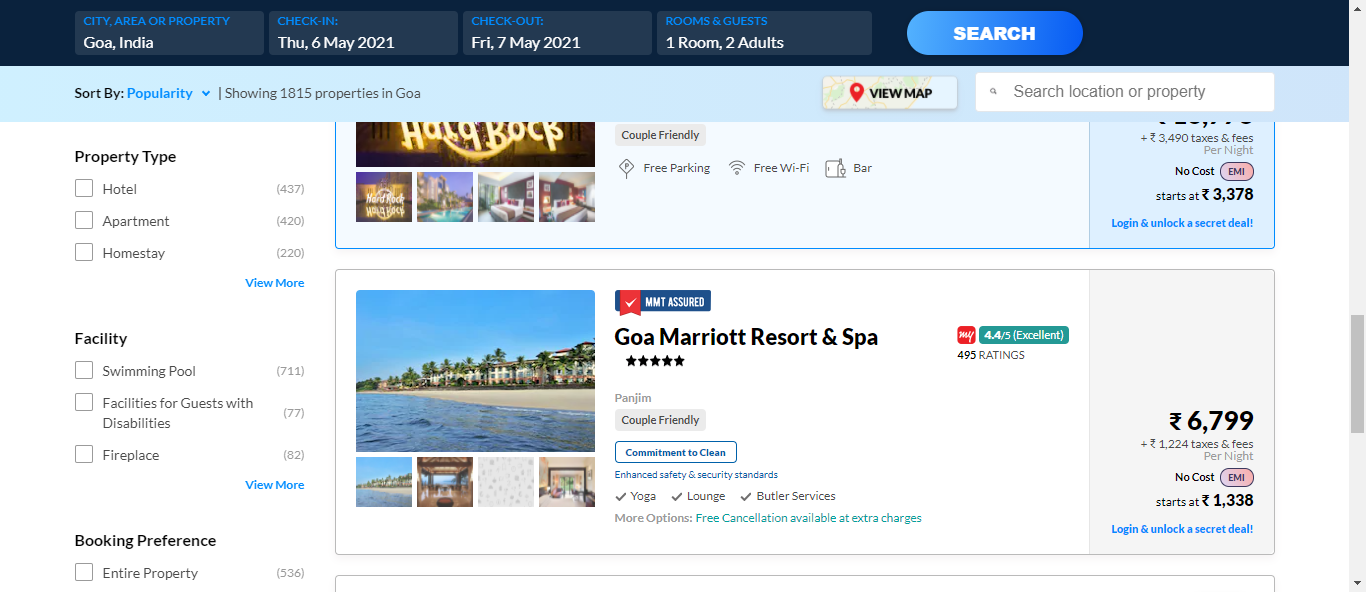 CITY, AREA OR PROPERTY
Goa, India
CHECK-IN:
Thu, 6 May 2021
CHECK-OUT:
Fri, 7 May 2021
ROOMS & GUESTS
1 Room, 2 Adults
SEARCH
Sort By: Popularity | Showing 1815 properties in Goa
VIEW MAP
Search location or property
Property Type
Hotel (437)
Apartment (420)
Homestay (220)
View More
Facility
Swimming Pool (711)
Facilities for Guests with
Disabilities (77)
Fireplace (82)
View More
Booking Preference
Entire Property (536)
Hard Rock
Hard Rock
Hard Rock
Couple Friendly
Free Parking Free Wi-Fi Bar
+ ₹ 3,490 taxes & fees
Per Night
No Cost EMI
starts at ₹ 3,378
Login & unlock a secret deal!
MMT ASSURED
Goa Marriott Resort & Spa
my 4.4/5 (Excellent)
495 RATINGS
Panjim
Couple Friendly
Commitment to Clean
Enhanced safety & security standards
Yoga Lounge Butler Services
More Options: Free Cancellation available at extra charges
₹ 6,799
+ ₹ 1,224 taxes & fees
Per Night
No Cost EMI
starts at ₹ 1,338
Login & unlock a secret deal!